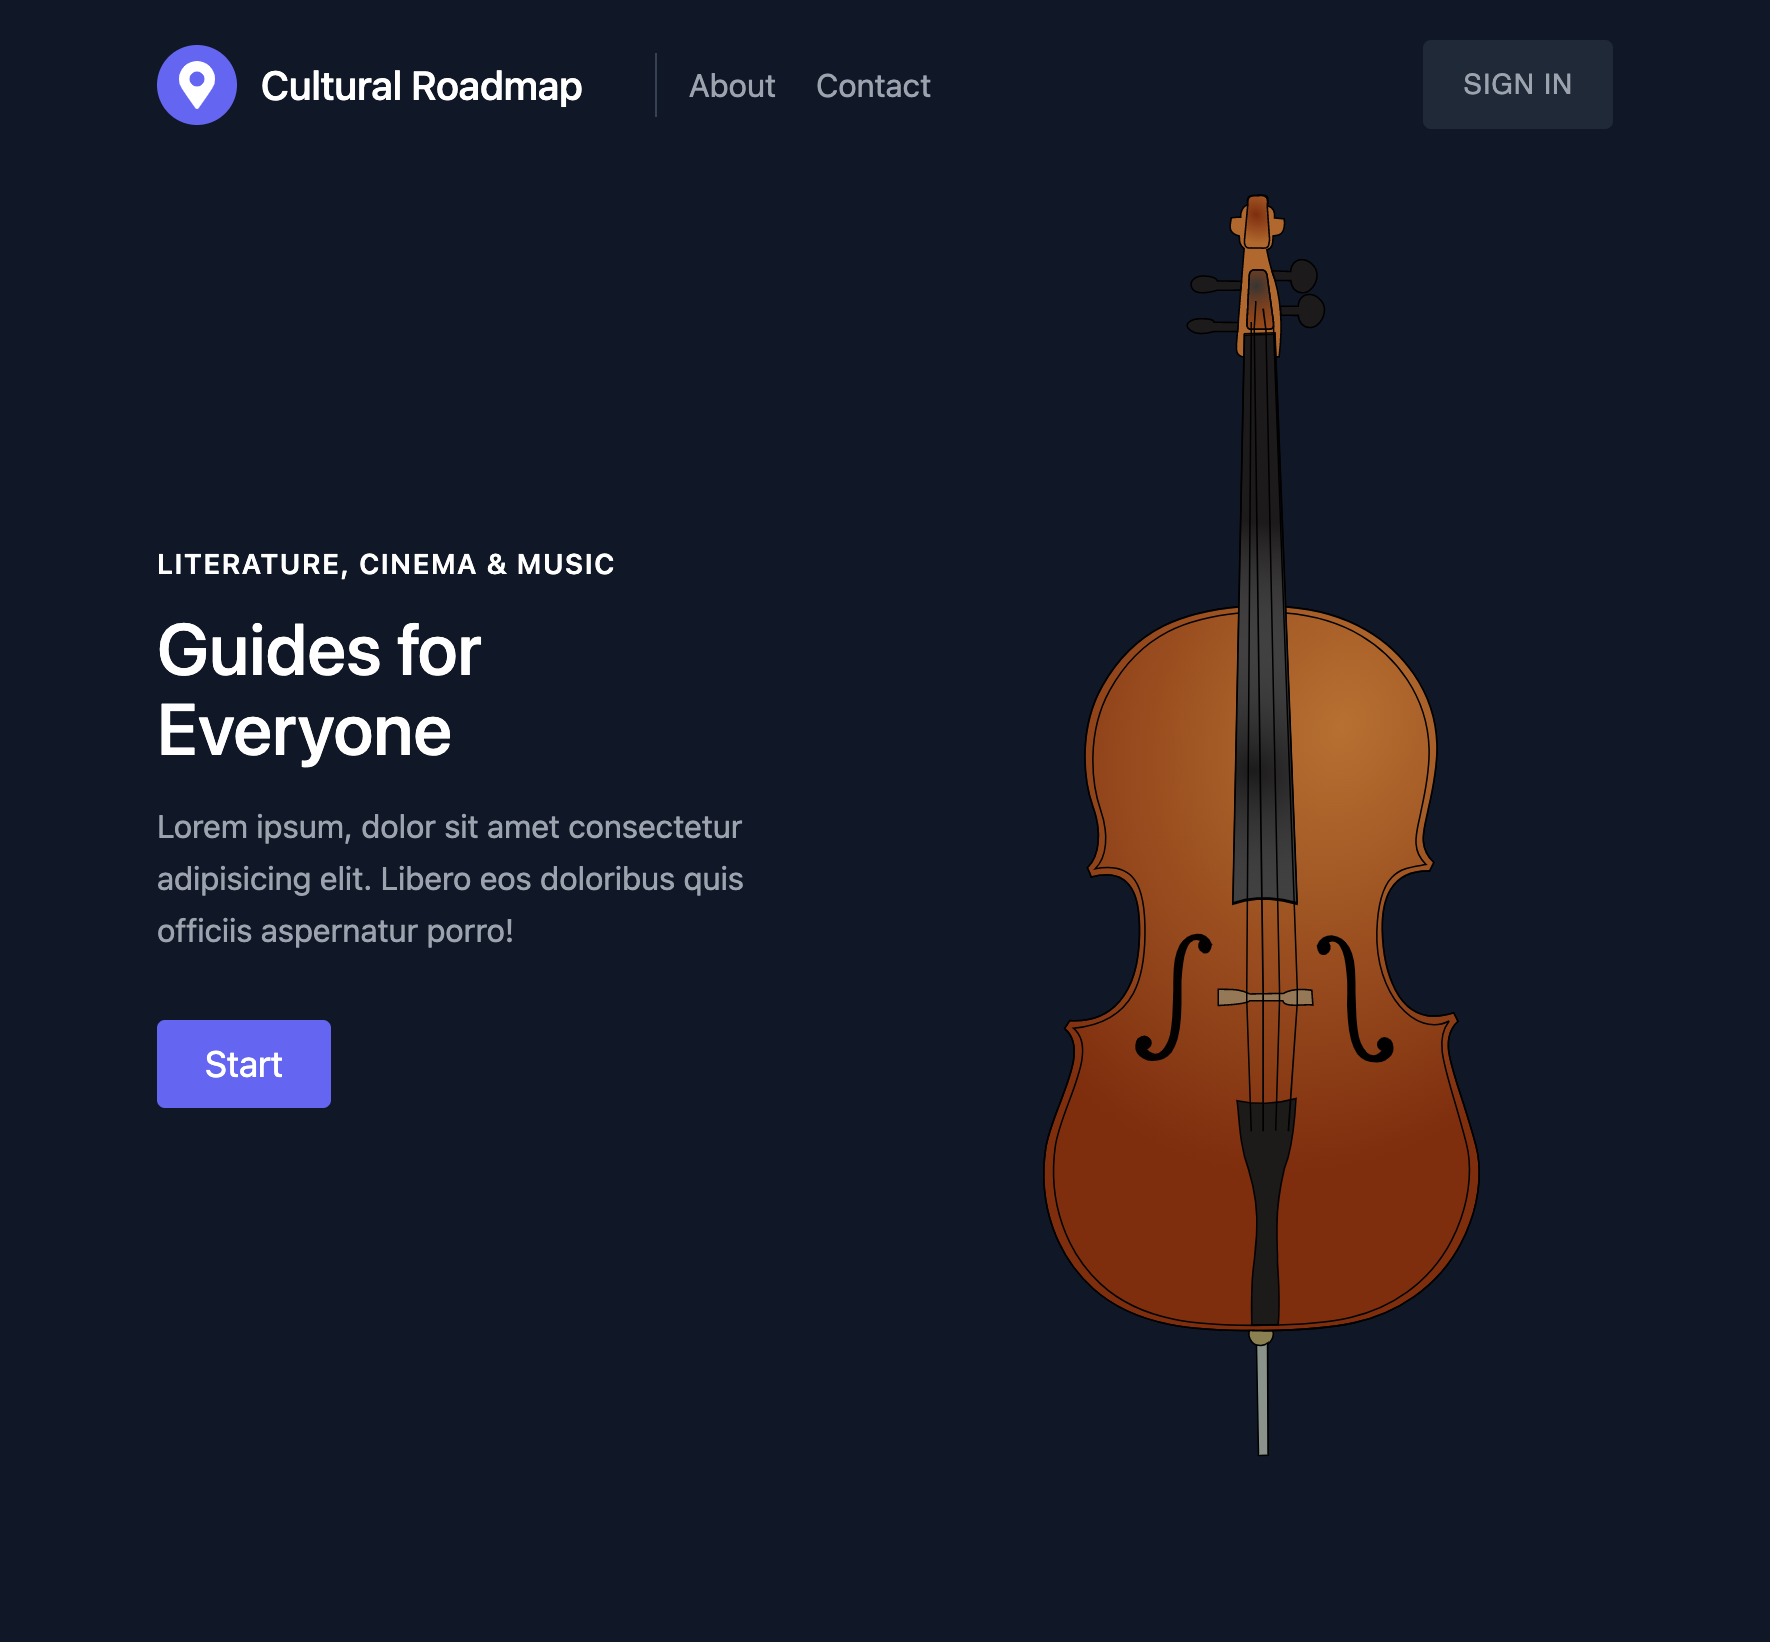 Cultural Roadmap
About
Contact
SIGN IN
LITERATURE, CINEMA & MUSIC
Guides for
Everyone
Lorem ipsum, dolor sit amet consectetur
adipisicing elit. Libero eos doloribus quis
officiis aspernatur porro!
Start